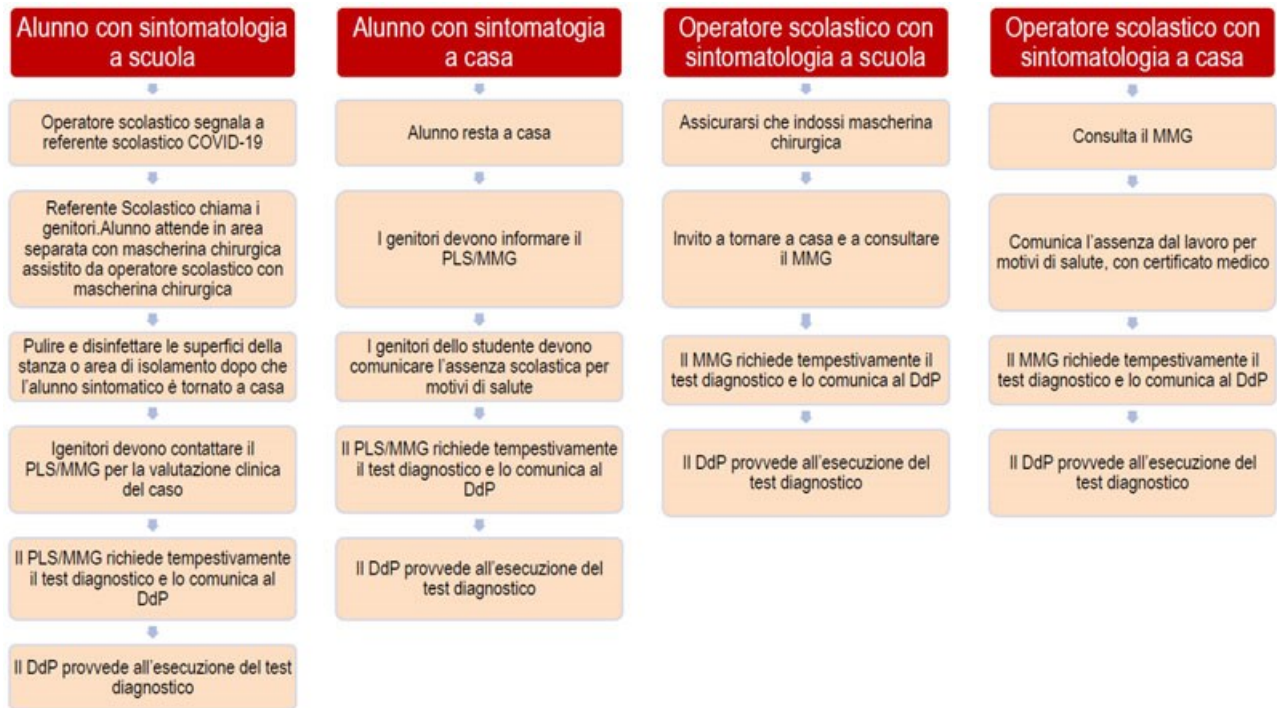 Alunno con sintomatologia
a scuola
Operatore scolastico segnala a
referente scolastico COVID-19
Referente Scolastico chiama i
genitori.Alunno attende in area
separata con mascherina chirurgica
assistito da operatore scolastico con
mascherina chirurgica
Pulire e disinfettare le superfici della
stanza o area di isolamento dopo che
l'alunno sintomatico è tornato a casa
Igenitori devono contattare il
PLS/MMG per la valutazione clinica
del caso
Il PLS/MMG richiede tempestivamente
il test diagnostico e lo comunica al
DdP
Il DdP provvede all'esecuzione del test
diagnostico
Alunno con sintomatogia
a casa
Alunno resta a casa
I genitori devono informare il
PLS/MMG
I genitori dello studente devono
comunicare l'assenza scolastica per
motivi di salute
Il PLS/MMG richiede tempestivamente
il test diagnostico e lo comunica al
DdP
Il DdP provvede all'esecuzione del
test diagnostico
Operatore scolastico con
sintomatologia a scuola
Assicurarsi che indossi mascherina
chirurgica
Invito a tornare a casa e a consultare
il MMG
Il MMG richiede tempestivamente il
test diagnostico e lo comunica al DdP
Il DdP provvede all'esecuzione del
test diagnostico
Operatore scolastico con
sintomatologia a casa
Consulta il MMG
Comunica l'assenza dal lavoro per
motivi di salute, con certificato medico
Il MMG richiede tempestivamente il
test diagnostico e lo comunica al DdP
Il DdP provvede all'esecuzione del
test diagnostico